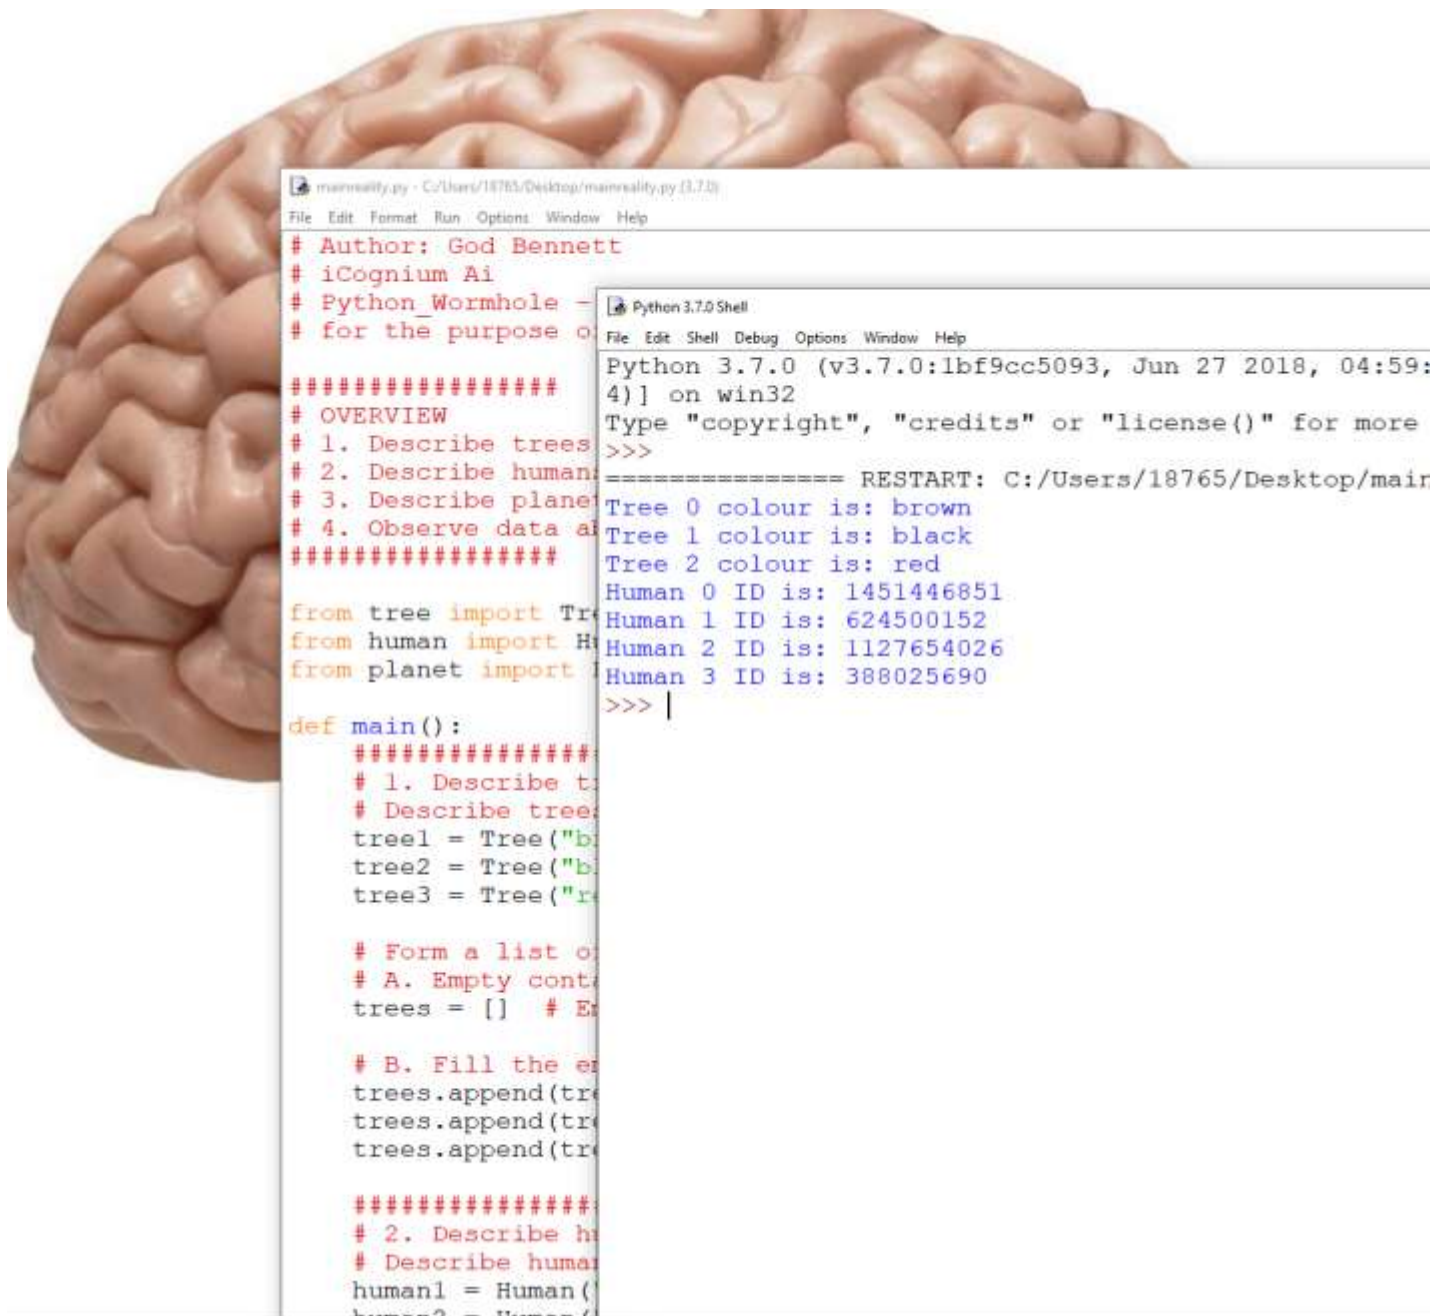 mainreality.py - C:/Users/18765/Desktop/mainreality.py (3.7.0)
File Edit Format Run Options Window Help
# Author: God Bennett
# iCognium Ai
# Python_Wormhole -
# for the purpose
#################
# OVERVIEW
# 1. Describe trees
# 2. Describe human
# 3. Describe planet
# 4. Observe data
#################
from tree import
from human import
from planet import
def main():
###############
# 1. Describe
# Describe tree
tree1 = Tree("b
tree2 = Tree("b
tree3 = Tree("r
# Form a list
# A. Empty
trees = [] #
# B. Fill the
trees.append(
trees.append(
trees.append(
###############
# 2. Describe
# Describe huma
human1 = Human(
Python 3.7.0 Shell
File Edit Shell Debug Options Window Help
Python 3.7.0 (v3.7.0:1bf9cc5093, Jun 27 2018, 04:59:
4)] on win32
Type "copyright", "credits" or "license()" for more
>>>
=============== RESTART: C:/Users/18765/Desktop/main
Tree 0 colour is: brown
Tree 1 colour is: black
Tree 2 colour is: red
Human 0 ID is: 1451446851
Human 1 ID is: 624500152
Human 2 ID is: 1127654026
Human 3 ID is: 388025690
>>>